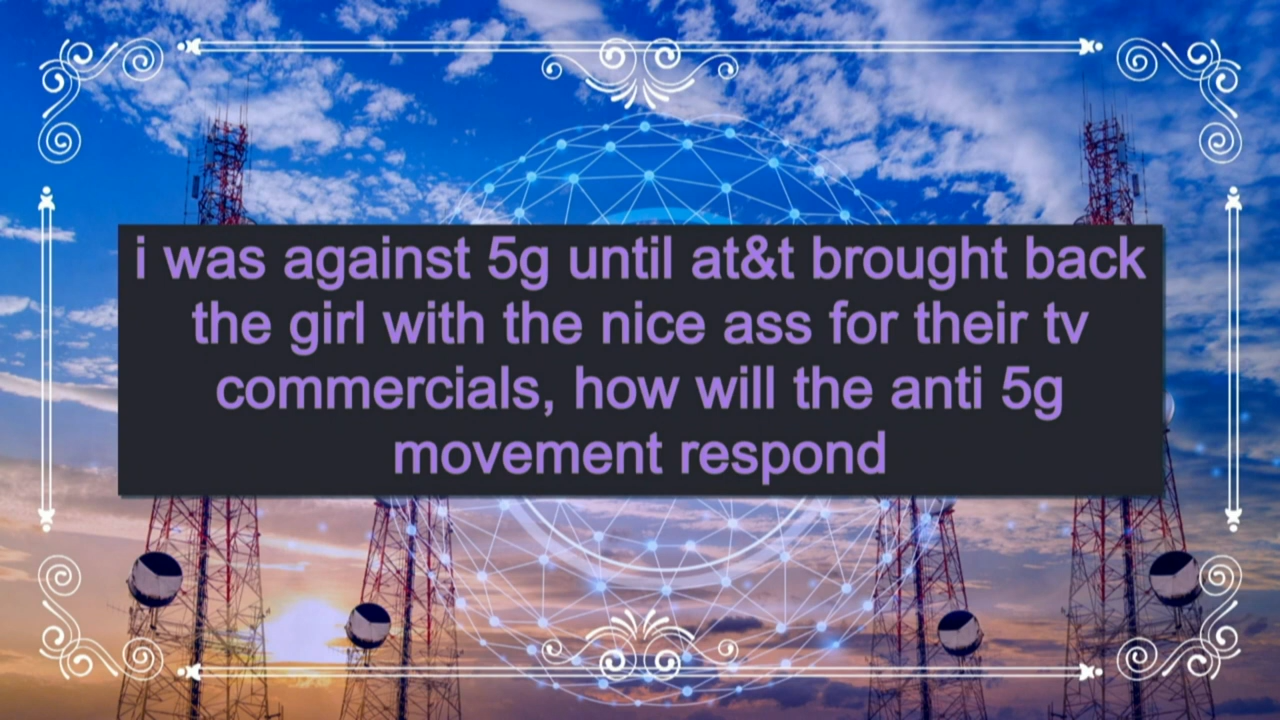 i was against 5g until at&t brought back
the girl with the nice ass for their tv
commercials, how will the anti 5g
movement respond